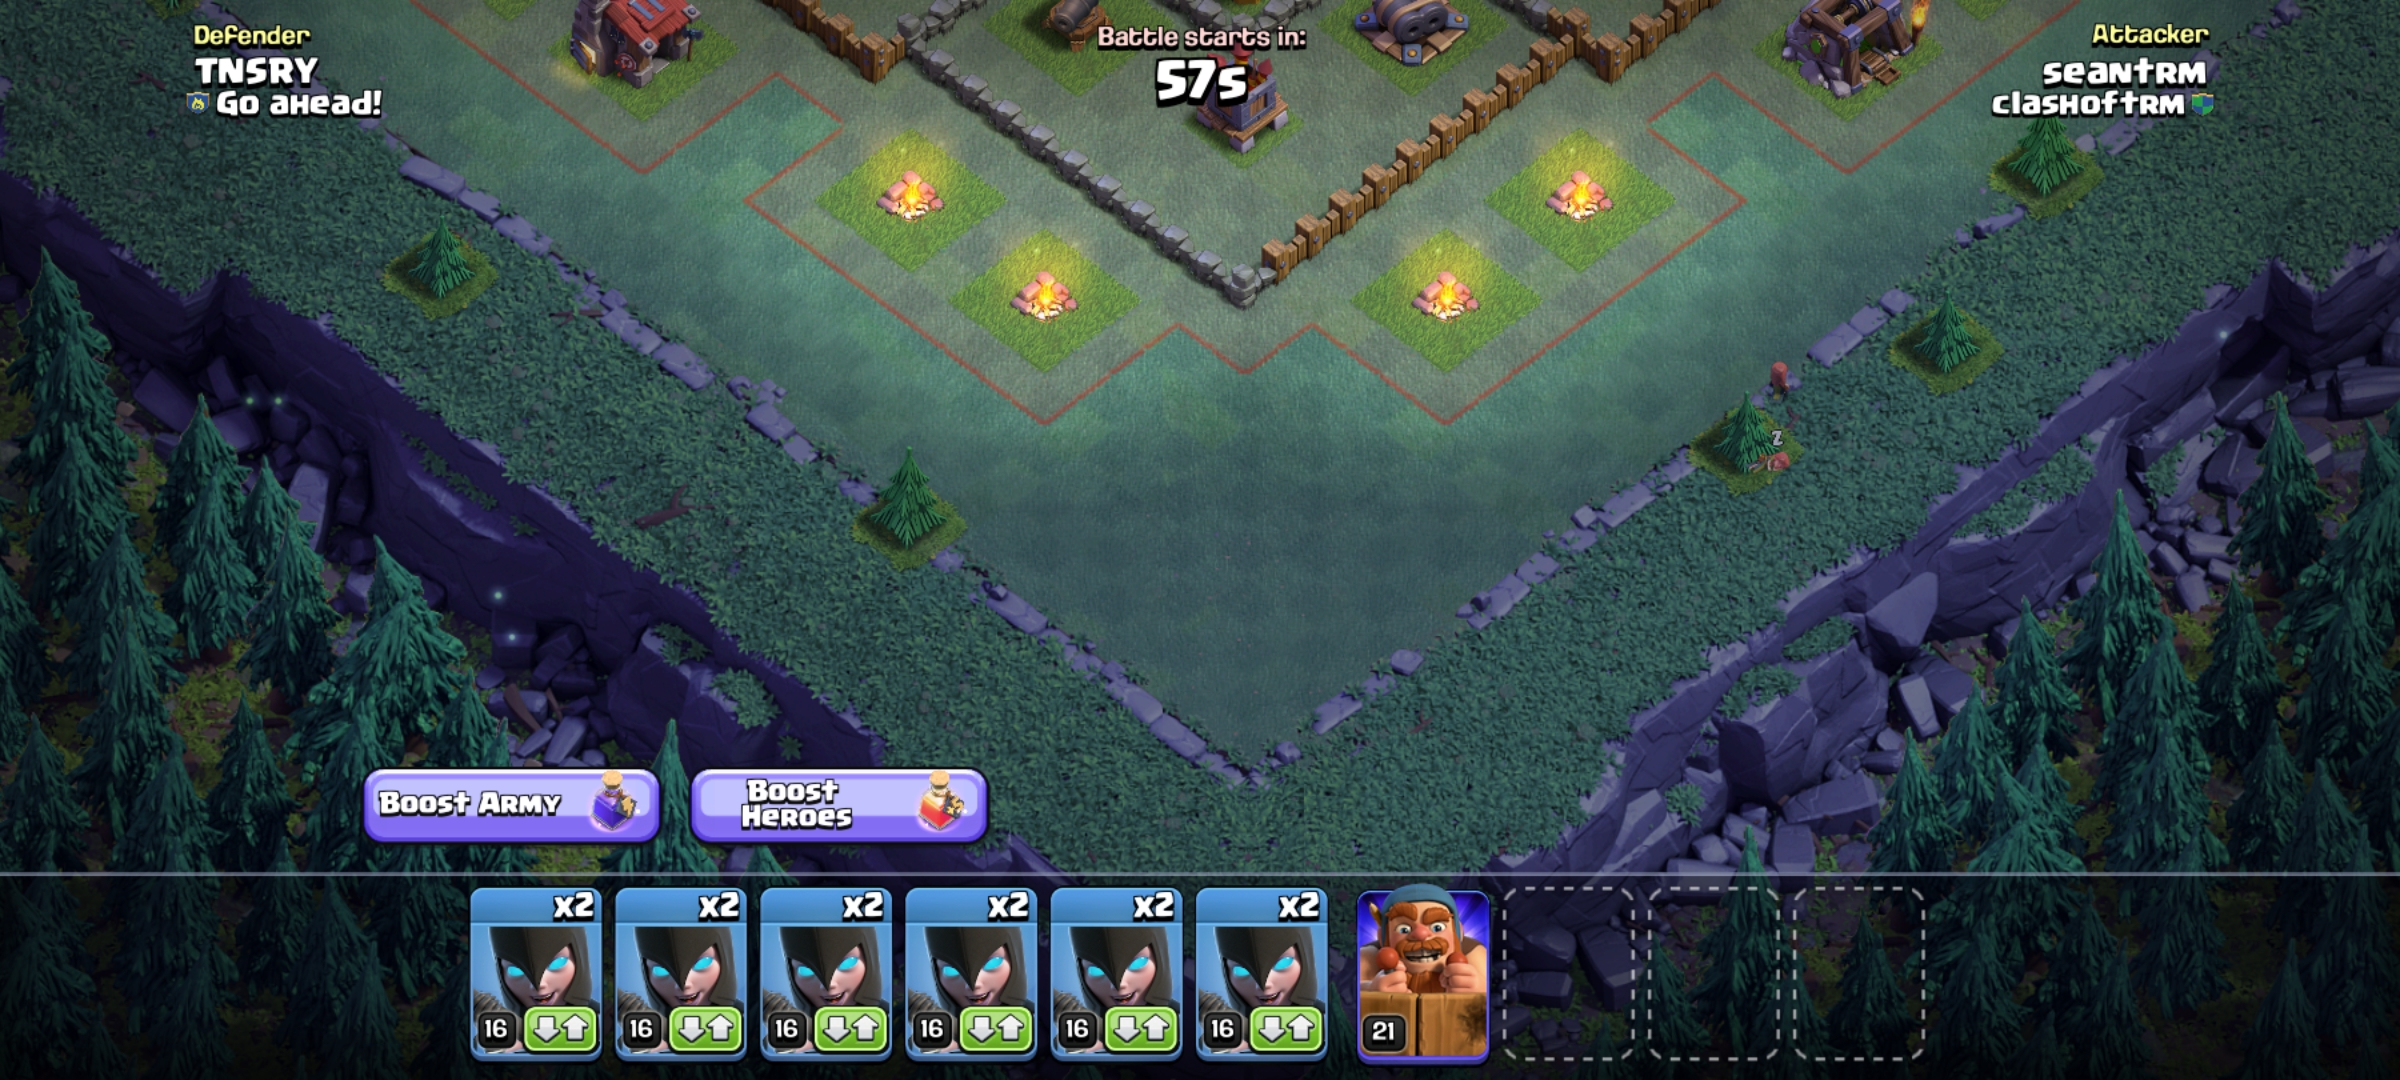 Defender
TNSRY
Go ahead!
Battle starts in:
57s
Attacker
seantRM
clashoftRM
z
Boost Army
Boost
Heroes
x2
x2
x2
x2
x2
x2
16
16
16
16
16
16
21